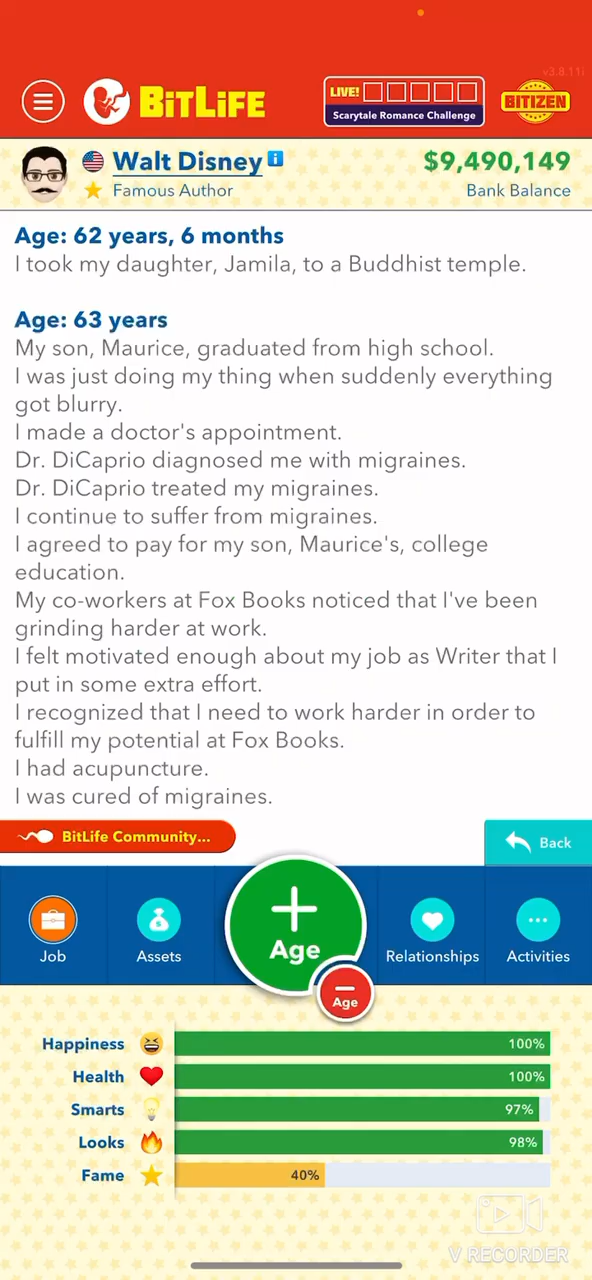 v3.8.11i
BITLIFE
LIVE!
Scarytale Romance Challenge
BITIZEN
Walt Disney
$9,490,149
Famous Author
Bank Balance
Age: 62 years, 6 months
I took my daughter, Jamila, to a Buddhist temple.
Age: 63 years
My son, Maurice, graduated from high school.
I was just doing my thing when suddenly everything
got blurry.
I made a doctor's appointment.
Dr. DiCaprio diagnosed me with migraines.
Dr. DiCaprio treated my migraines.
I continue to suffer from migraines.
I agreed to pay for my son, Maurice's, college
education.
My co-workers at Fox Books noticed that I've been
grinding harder at work.
I felt motivated enough about my job as Writer that I
put in some extra effort.
I recognized that I need to work harder in order to
fulfill my potential at Fox Books.
I had acupuncture.
I was cured of migraines.
BitLife Community...
Back
Job
Assets
Age
Relationships
Activities
Age
Happiness 100%
Health 100%
Smarts 97%
Looks 98%
Fame 40%
V RECORDER